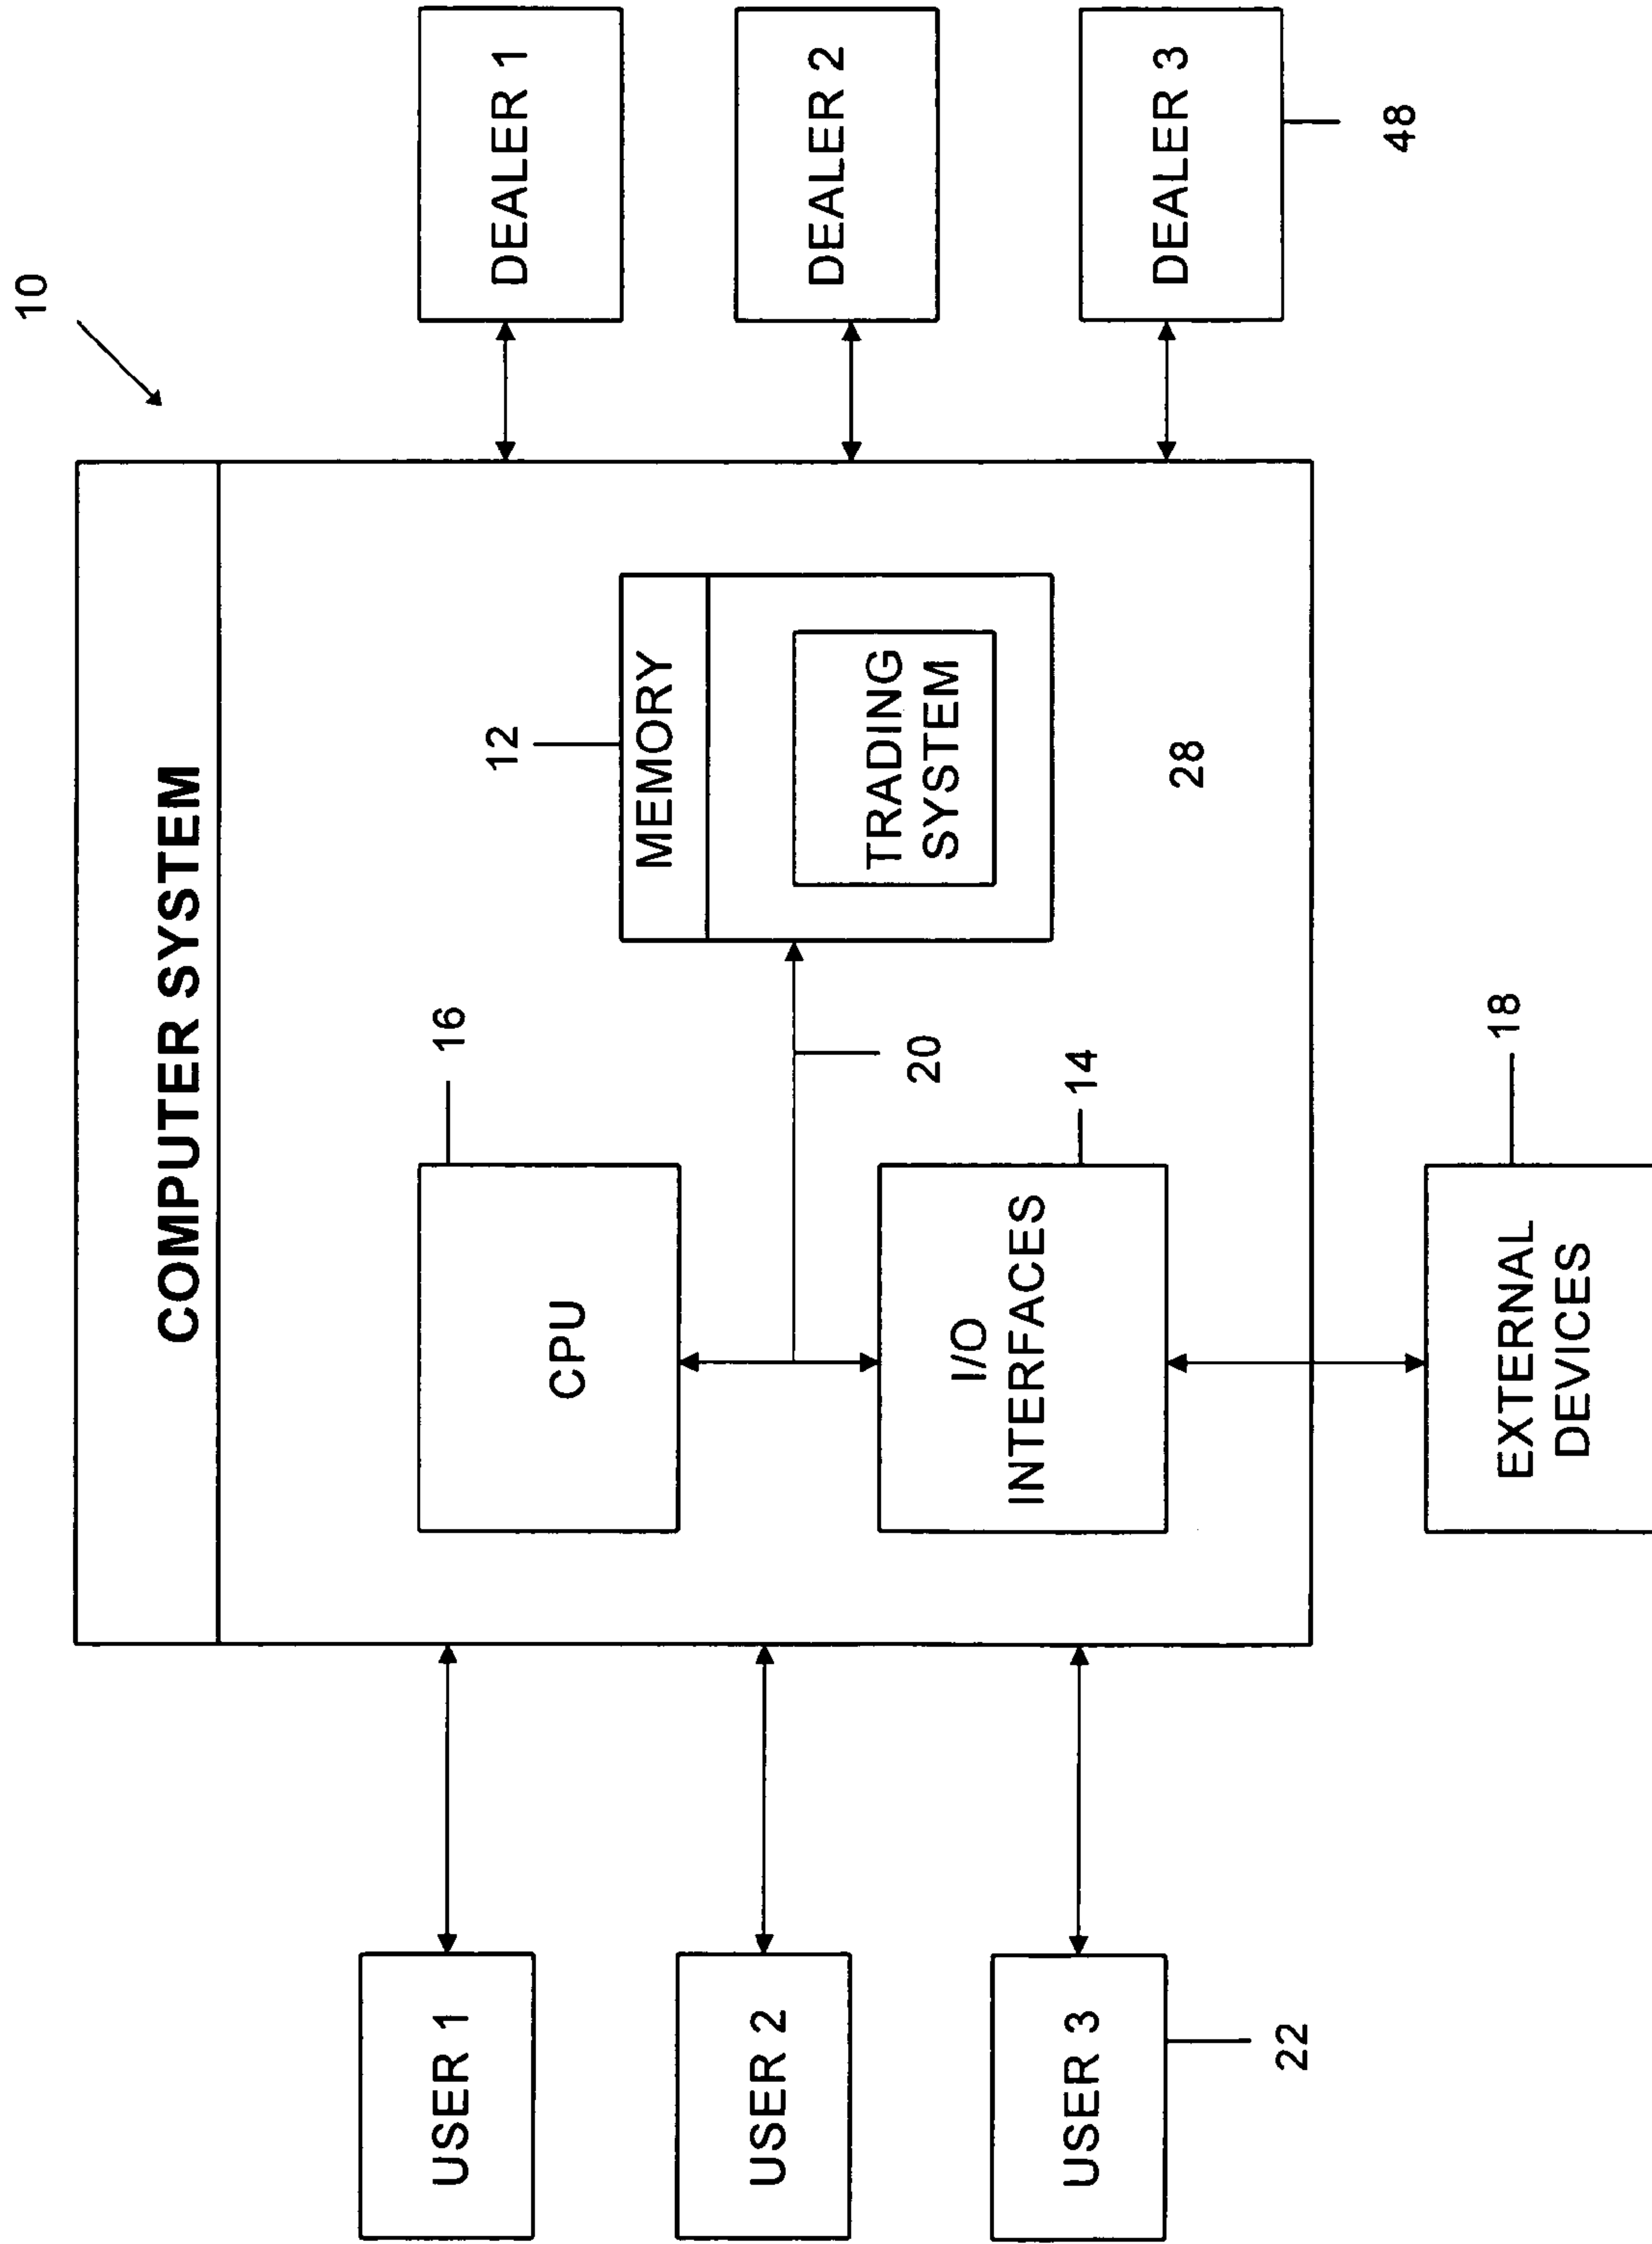 10
COMPUTER SYSTEM
USER 1
USER 2
USER 3
22
CPU
16
20
I/O
INTERFACES
14
12
MEMORY
TRADING
SYSTEM
28
DEALER 1
DEALER 2
DEALER 3
48
EXTERNAL
DEVICES
18